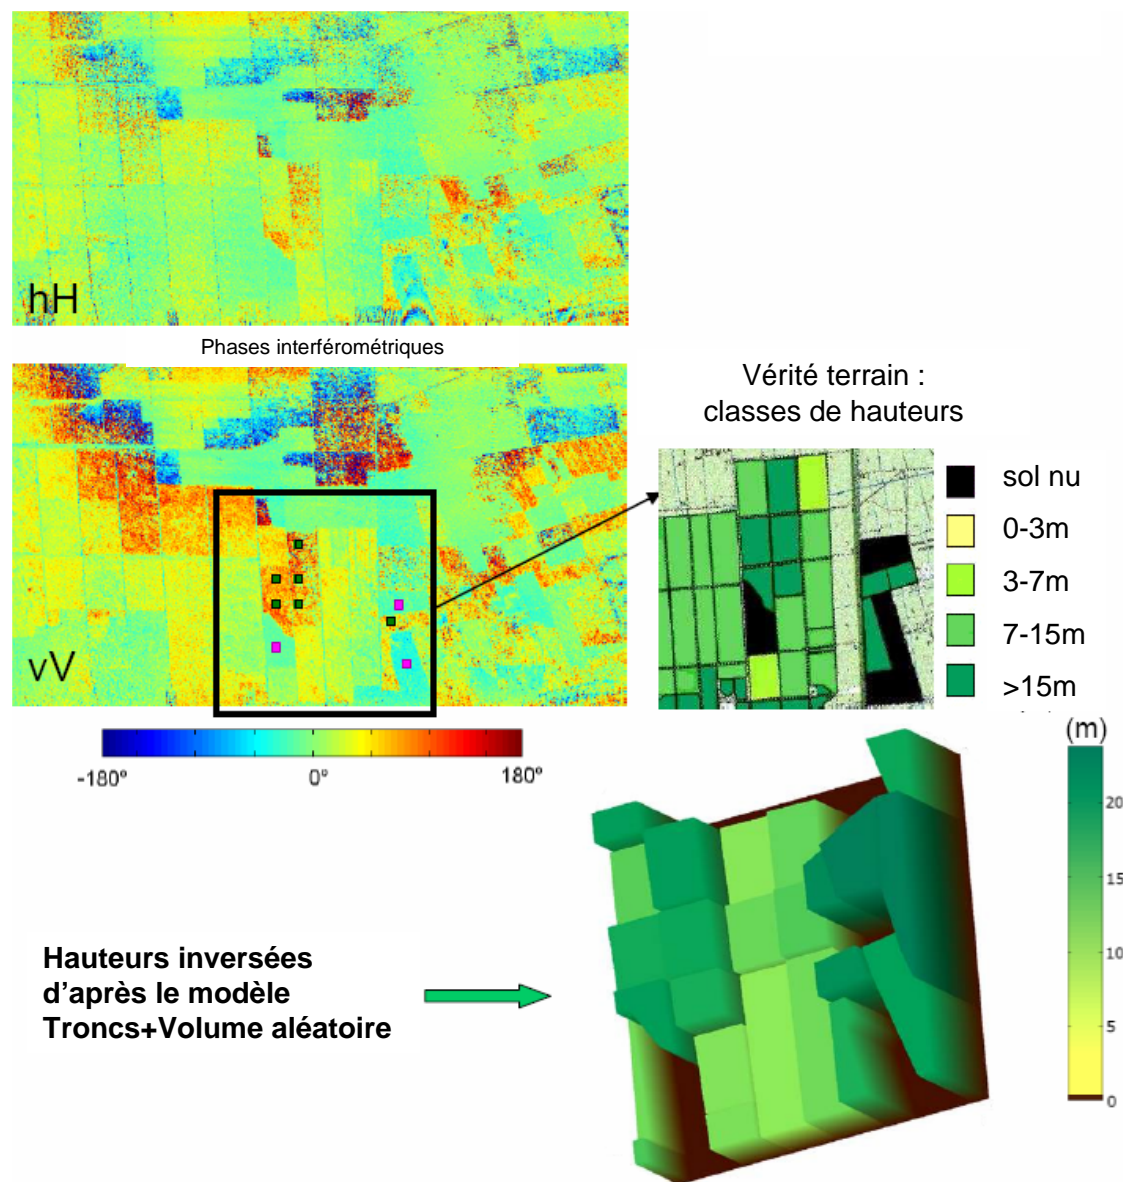 hH
Phases interférométriques
vV
-180°
0°
180°
Vérité terrain :
classes de hauteurs
sol nu
0-3m
3-7m
7-15m
>15m
(m)
20
15
10
5
0
Hauteurs inversées
d'après le modèle
Troncs+Volume aléatoire